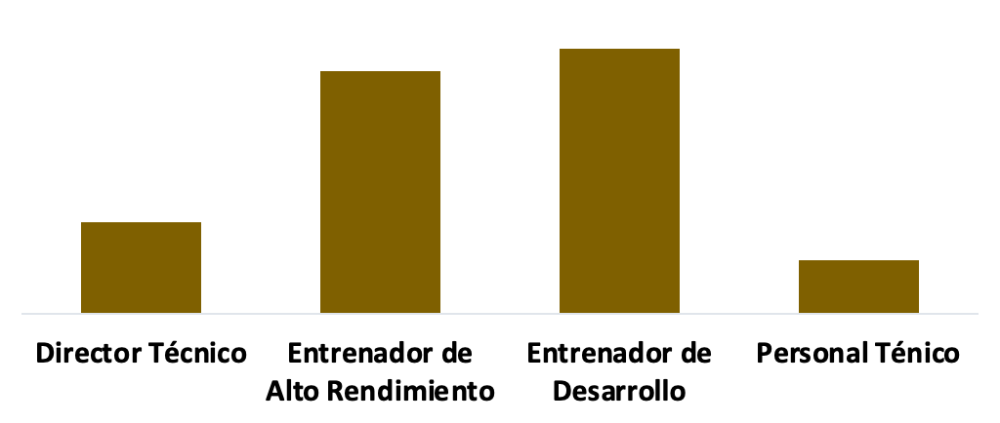 Director Técnico
Entrenador de
Alto Rendimiento
Entrenador de
Desarrollo
Personal Ténico